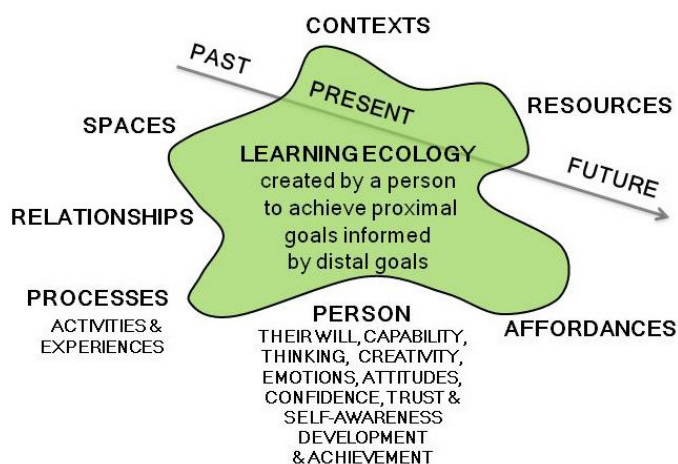 CONTEXTS
PAST
PRESENT
FUTURE
RESOURCES
SPACES
LEARNING ECOLOGY
created by a person
to achieve proximal
goals informed
by distal goals
RELATIONSHIPS
PROCESSES
ACTIVITIES &
EXPERIENCES
PERSON
THEIR WILL, CAPABILITY,
THINKING, CREATIVITY,
EMOTIONS, ATTITUDES,
CONFIDENCE, TRUST &
SELF-AWARENESS
DEVELOPMENT
& ACHIEVEMENT
AFFORDANCES